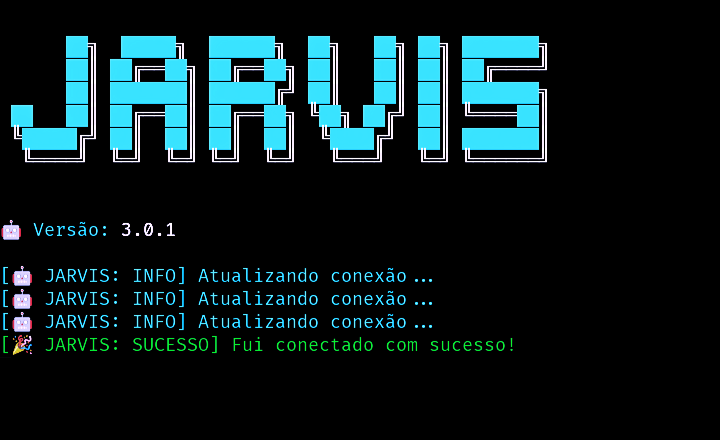 JARVIS
🤖 Versão: 3.0.1
[🤖 JARVIS: INFO] Atualizando conexão...
[🤖 JARVIS: INFO] Atualizando conexão...
[🤖 JARVIS: INFO] Atualizando conexão...
[🎉 JARVIS: SUCESSO] Fui conectado com sucesso!